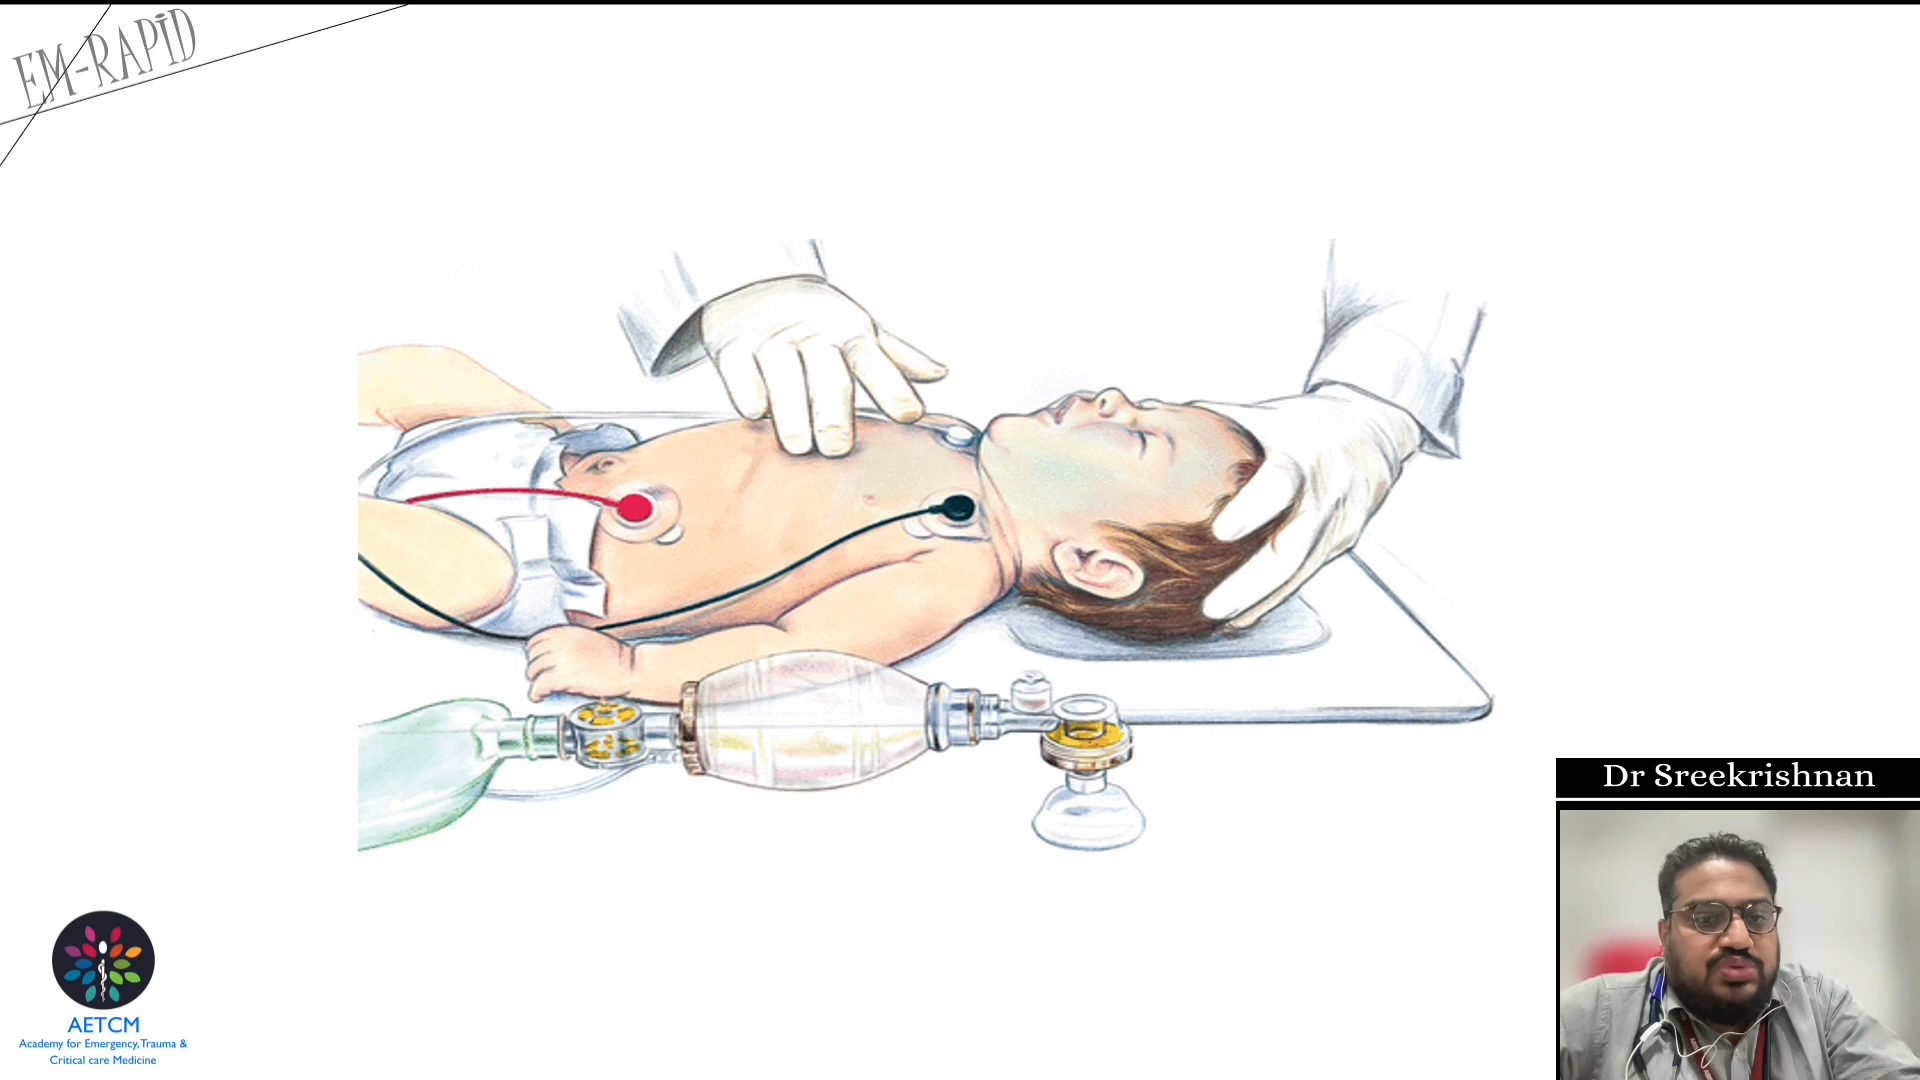 EM-RAPiD
Dr Sreekrishnan
AETCM
Academy for Emergency,Trauma &
Critical care Medicine